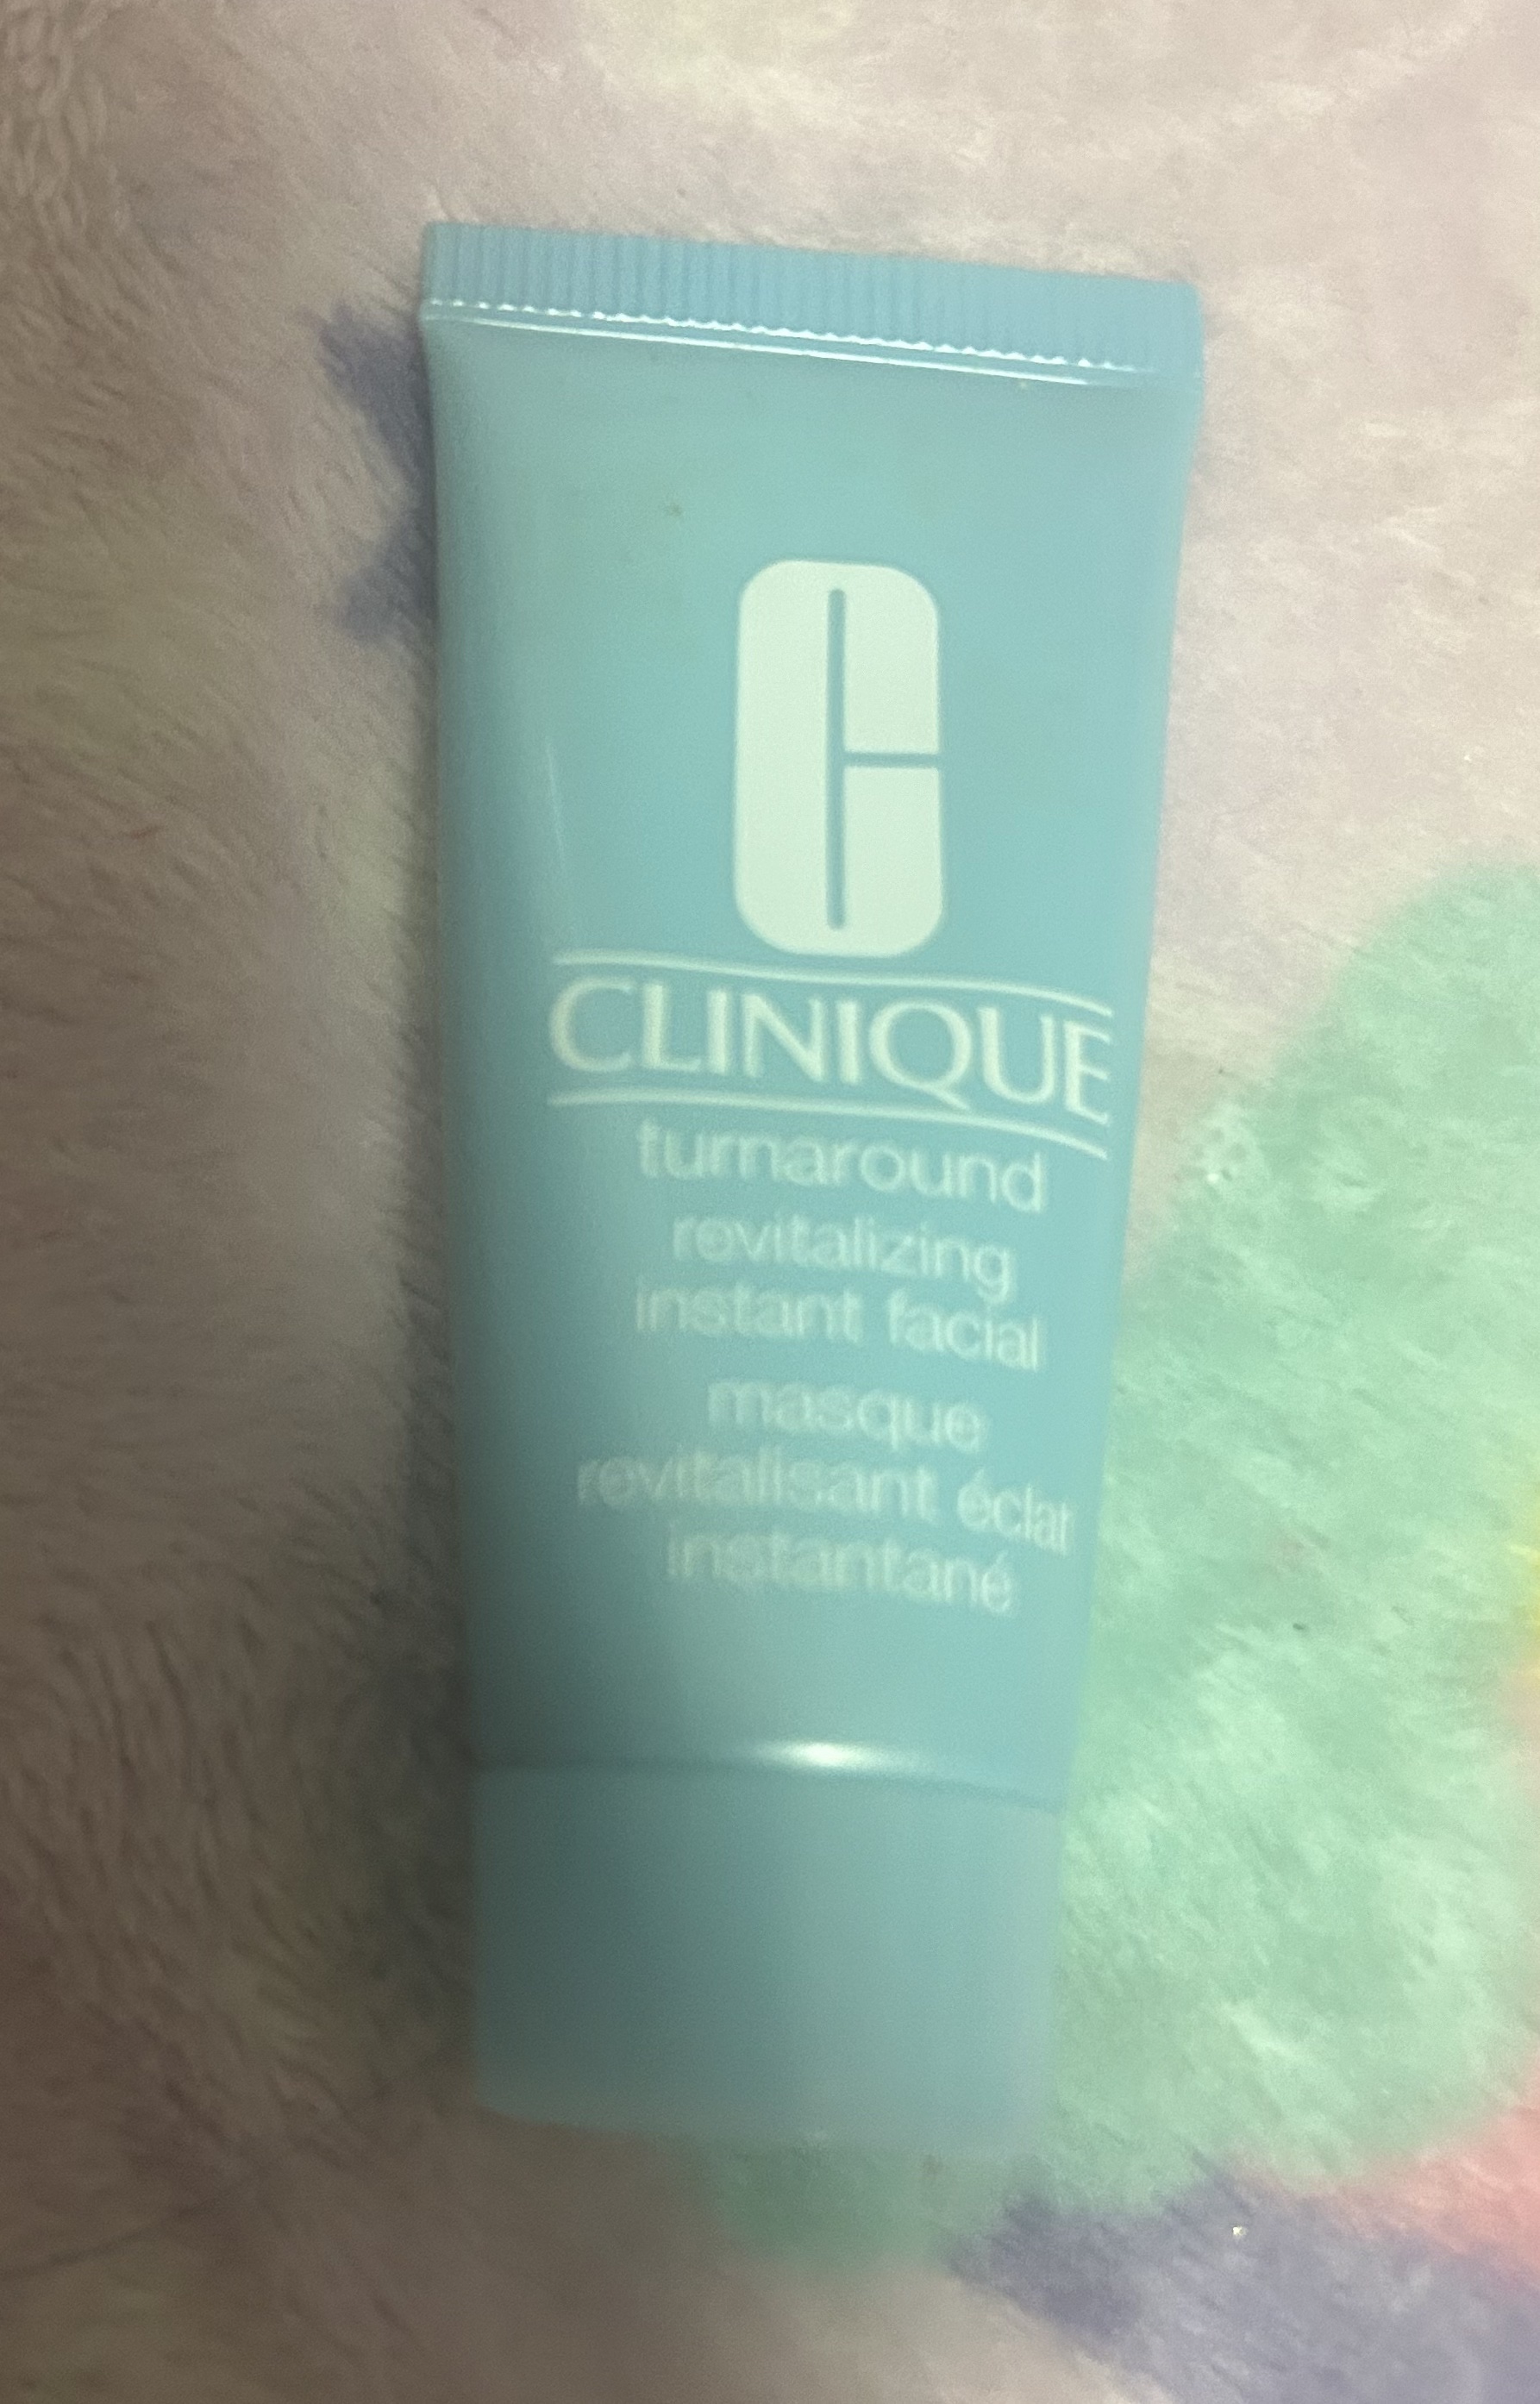 C
CLINIQUE
turnaround
revitalizing
instant facial
masque
revitalisant éclat
instantané